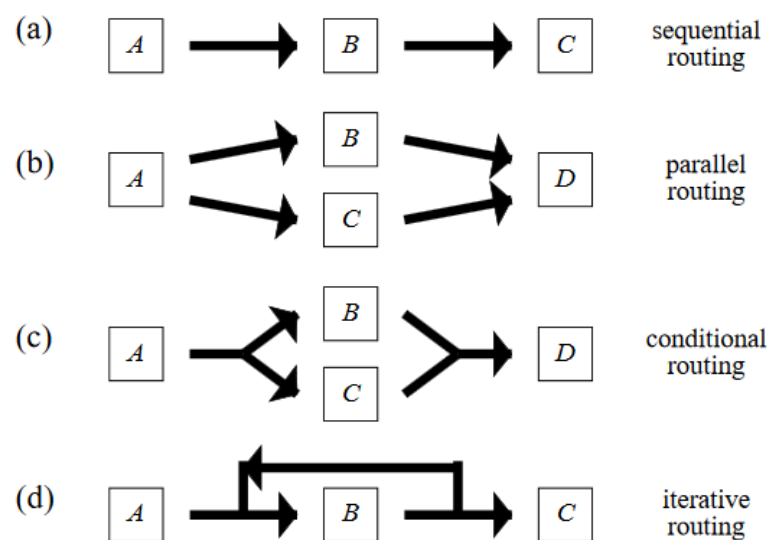 (a) A B C sequential
routing
B
(b) A D parallel
routing
C
B
(c) A D conditional
routing
C
(d) A B C iterative
routing